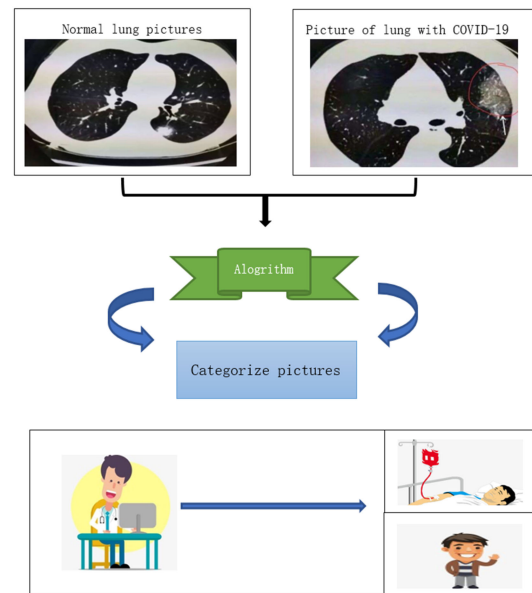 Normal lung pictures
Picture of lung with COVID-19
Alogrithm
Categorize pictures